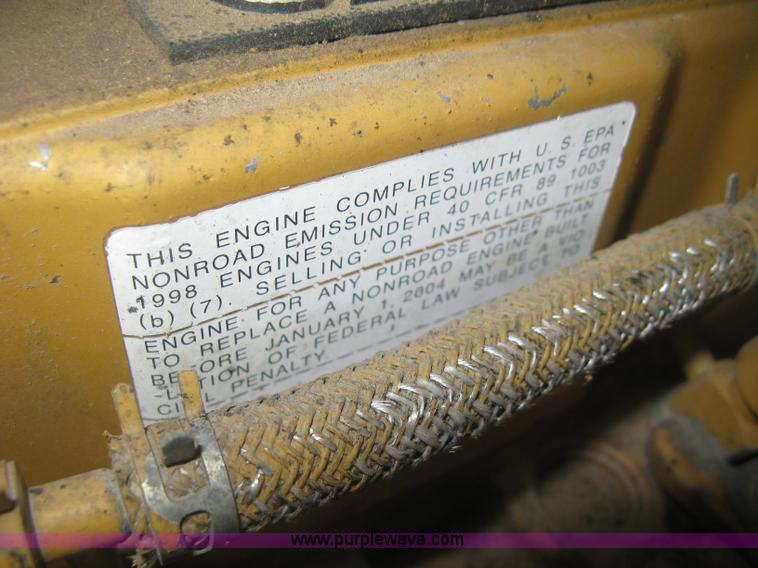 THIS ENGINE COMPLIES WITH U.S. EPA
NONROAD EMISSION REQUIREMENTS FOR
1998 ENGINES UNDER 40 CFR 89.1003
(b) (7). SELLING OR INSTALLING THIS
ENGINE FOR ANY PURPOSE OTHER THAN
TO REPLACE A NONROAD ENGINE BUILT
BEFORE JANUARY 1, 2004 MAY BE A VIO
LATION OF FEDERAL LAW SUBJECT TO
CIVIL PENALTY.
www.purplewave.com